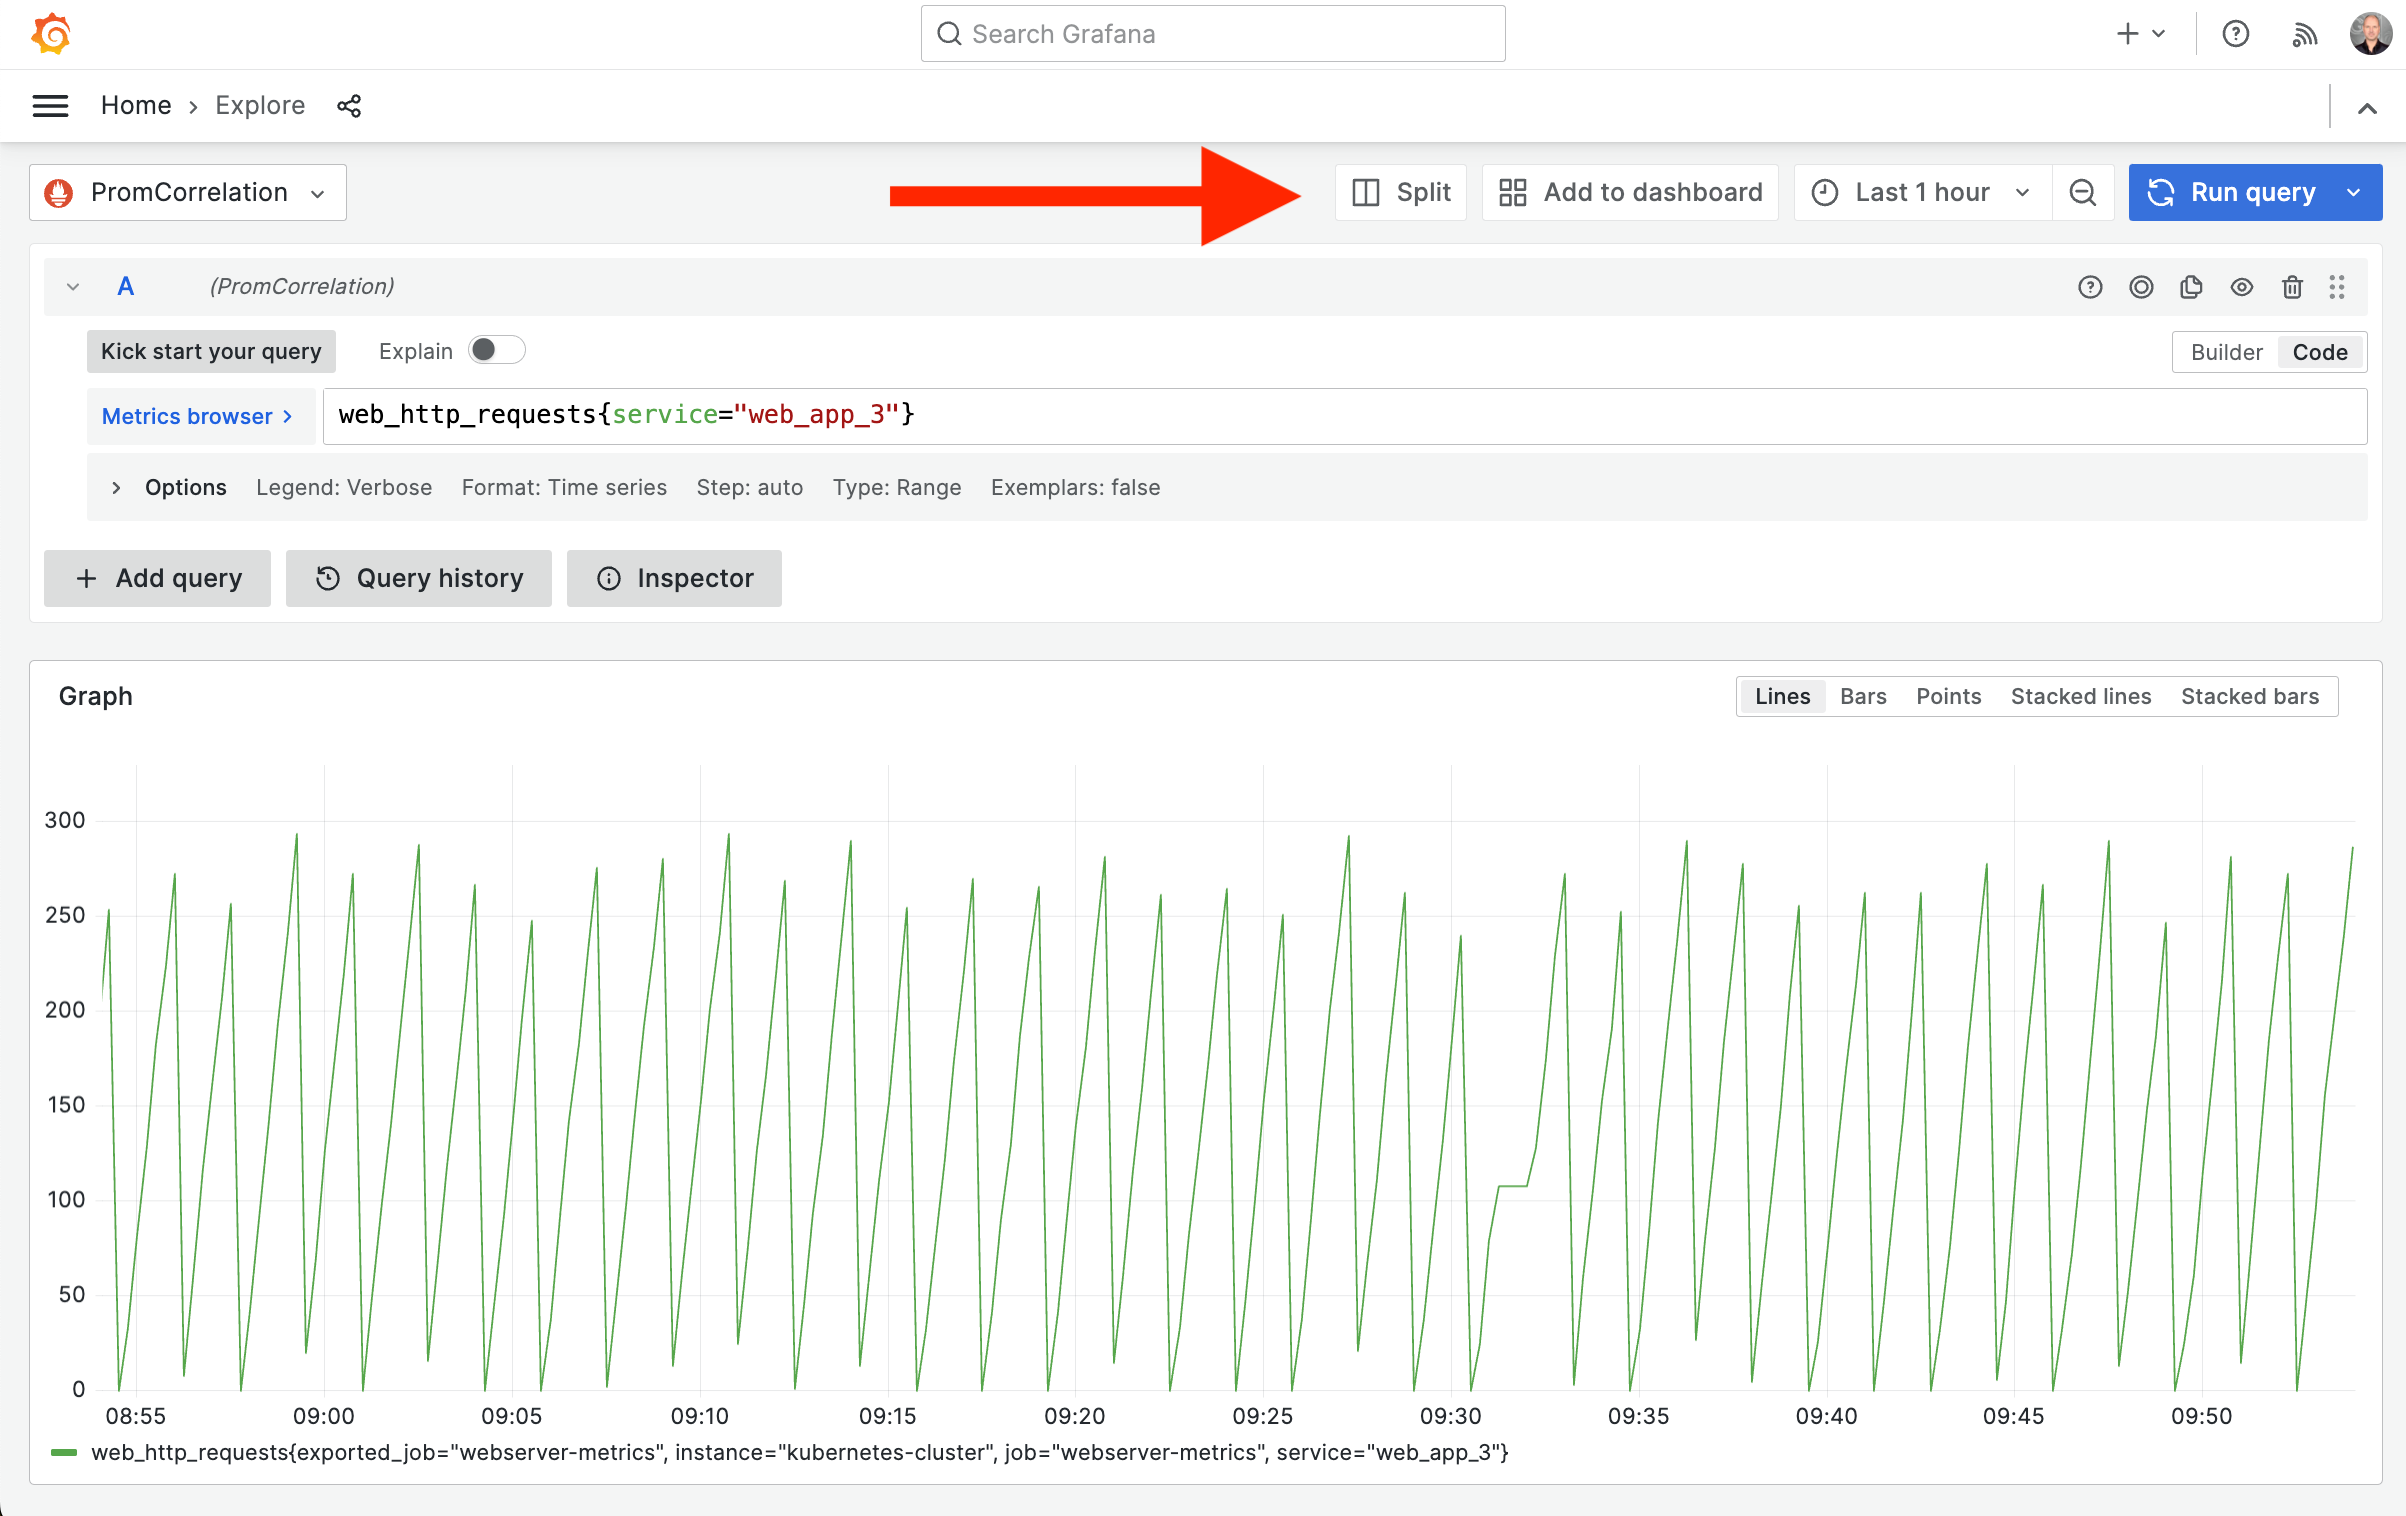 Search Grafana
Home › Explore
PromCorrelation
Split
Add to dashboard
Last 1 hour
Run query
A (PromCorrelation)
Kick start your query
Explain
Builder
Code
Metrics browser >
web_http_requests{service="web_app_3"}
Options Legend: Verbose Format: Time series Step: auto Type: Range Exemplars: false
+ Add query
Query history
Inspector
Graph
Lines Bars Points Stacked lines Stacked bars
300
250
200
150
100
50
0
08:55 09:00 09:05 09:10 09:15 09:20 09:25 09:30 09:35 09:40 09:45 09:50
web_http_requests{exported_job="webserver-metrics", instance="kubernetes-cluster", job="webserver-metrics", service="web_app_3"}